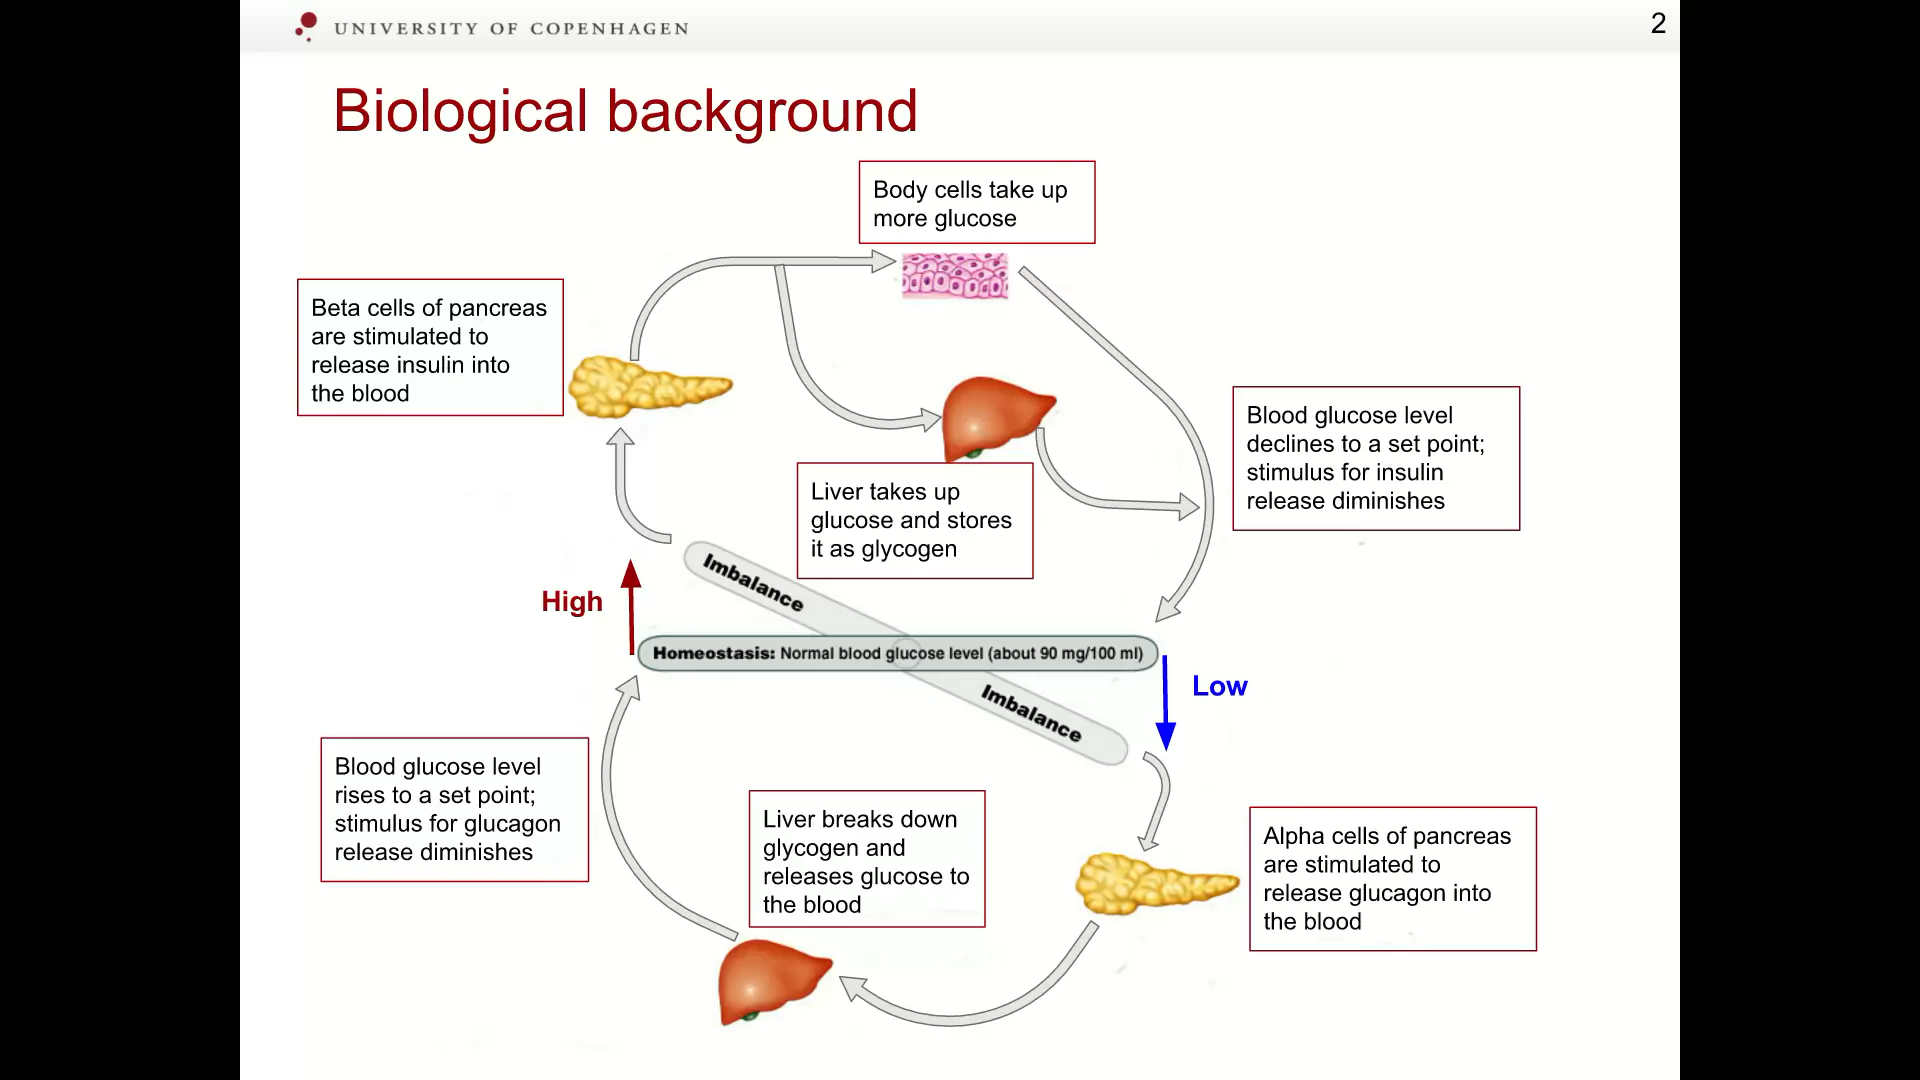 UNIVERSITY OF COPENHAGEN
2
Biological background
Body cells take up
more glucose
Beta cells of pancreas
are stimulated to
release insulin into
the blood
Blood glucose level
declines to a set point;
stimulus for insulin
release diminishes
Liver takes up
glucose and stores
it as glycogen
Imbalance
High
Homeostasis: Normal blood glucose level (about 90 mg/100 ml)
Low
Imbalance
Blood glucose level
rises to a set point;
stimulus for glucagon
release diminishes
Liver breaks down
glycogen and
releases glucose to
the blood
Alpha cells of pancreas
are stimulated to
release glucagon into
the blood